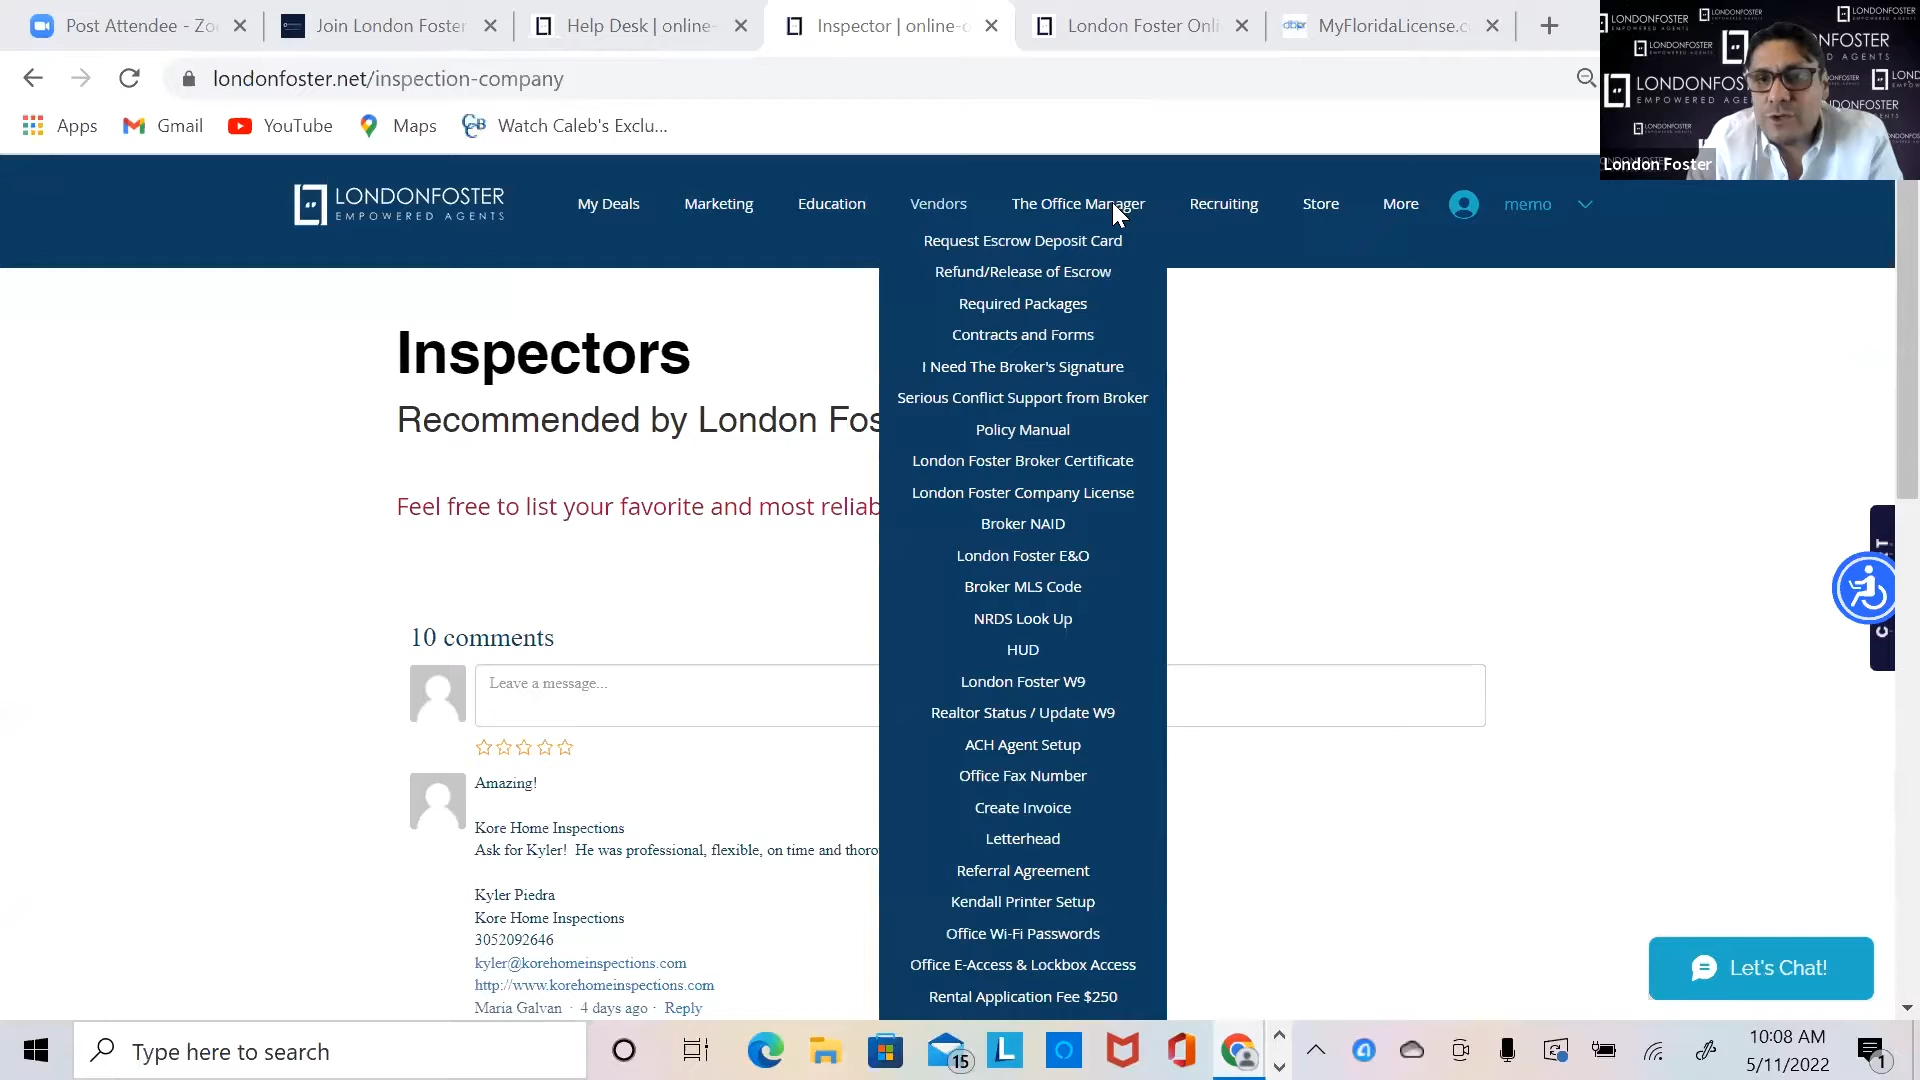 Post Attendee - Zo
Join London Foster
Help Desk | online-
Inspector | online-o
London Foster Onli
MyFloridaLicense.c
londonfoster.net/inspection-company
Apps
Gmail
YouTube
Maps
Watch Caleb's Exclu...
London Foster
LONDONFOSTER
EMPOWERED AGENTS
My Deals
Marketing
Education
Vendors
The Office Manager
Recruiting
Store
More
memo
Request Escrow Deposit Card
Refund/Release of Escrow
Required Packages
Contracts and Forms
I Need The Broker's Signature
Serious Conflict Support from Broker
Policy Manual
London Foster Broker Certificate
London Foster Company License
Broker NAID
London Foster E&O
Broker MLS Code
NRDS Look Up
HUD
London Foster W9
Realtor Status / Update W9
ACH Agent Setup
Office Fax Number
Create Invoice
Letterhead
Referral Agreement
Kendall Printer Setup
Office Wi-Fi Passwords
Office E-Access & Lockbox Access
Rental Application Fee $250
Inspectors
Recommended by London Fos
Feel free to list your favorite and most reliab
10 comments
Leave a message...
Amazing!
Kore Home Inspections
Ask for Kyler! He was professional, flexible, on time and thoro
Kyler Piedra
Kore Home Inspections
3052092646
kyler@korehomeinspections.com
http://www.korehomeinspections.com
Maria Galvan · 4 days ago · Reply
Let's Chat!
Type here to search
15
10:08 AM
5/11/2022
1